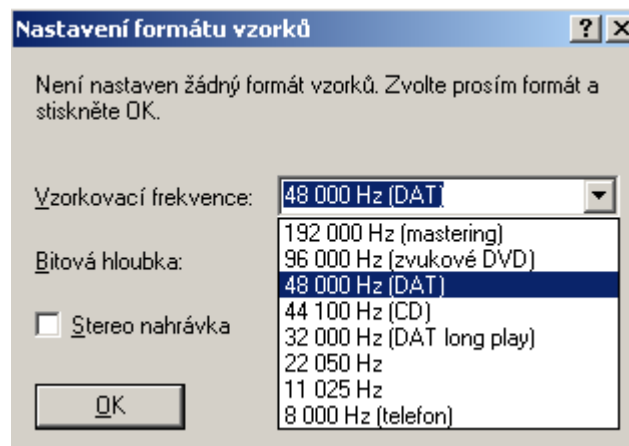 Nastavení formátu vzorků
Není nastaven žádný formát vzorků. Zvolte prosím formát a
stiskněte OK.
Vzorkovací frekvence:
48 000 Hz (DAT)
192 000 Hz (mastering)
96 000 Hz (zvukové DVD)
48 000 Hz (DAT)
44 100 Hz (CD)
32 000 Hz (DAT long play)
22 050 Hz
11 025 Hz
8 000 Hz (telefon)
Bitová hloubka:
Stereo nahrávka
OK